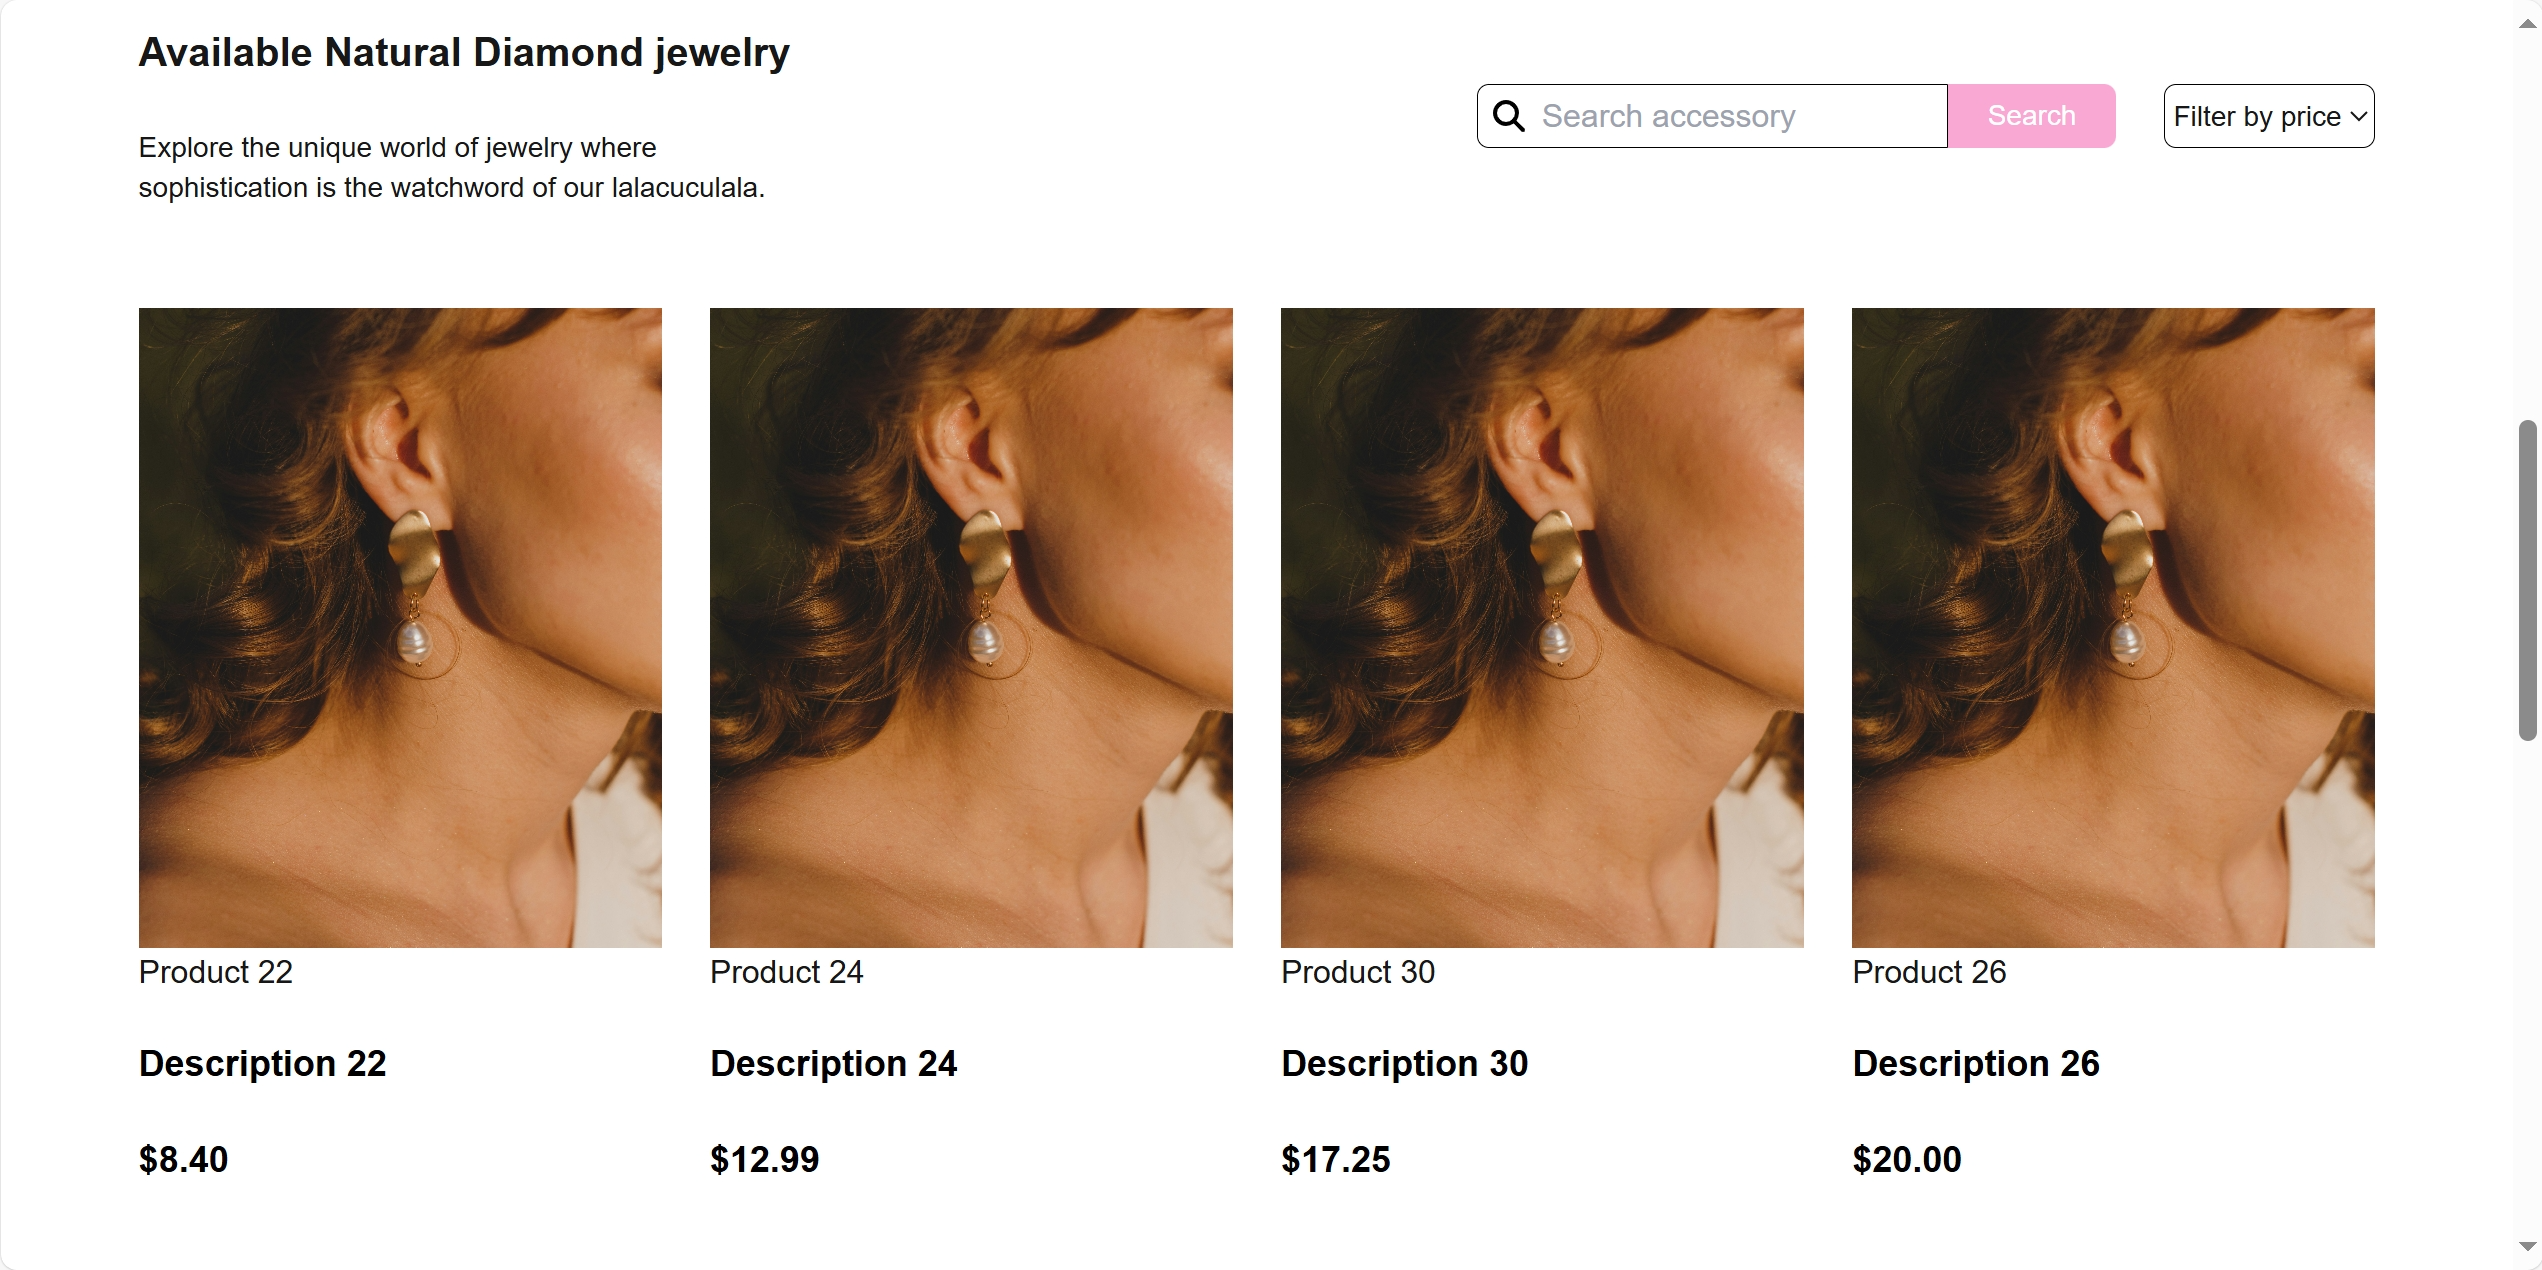 Available Natural Diamond jewelry
Explore the unique world of jewelry where
sophistication is the watchword of our lalacuculala.
Search accessory
Search
Filter by price
Product 22
Description 22
$8.40
Product 24
Description 24
$12.99
Product 30
Description 30
$17.25
Product 26
Description 26
$20.00